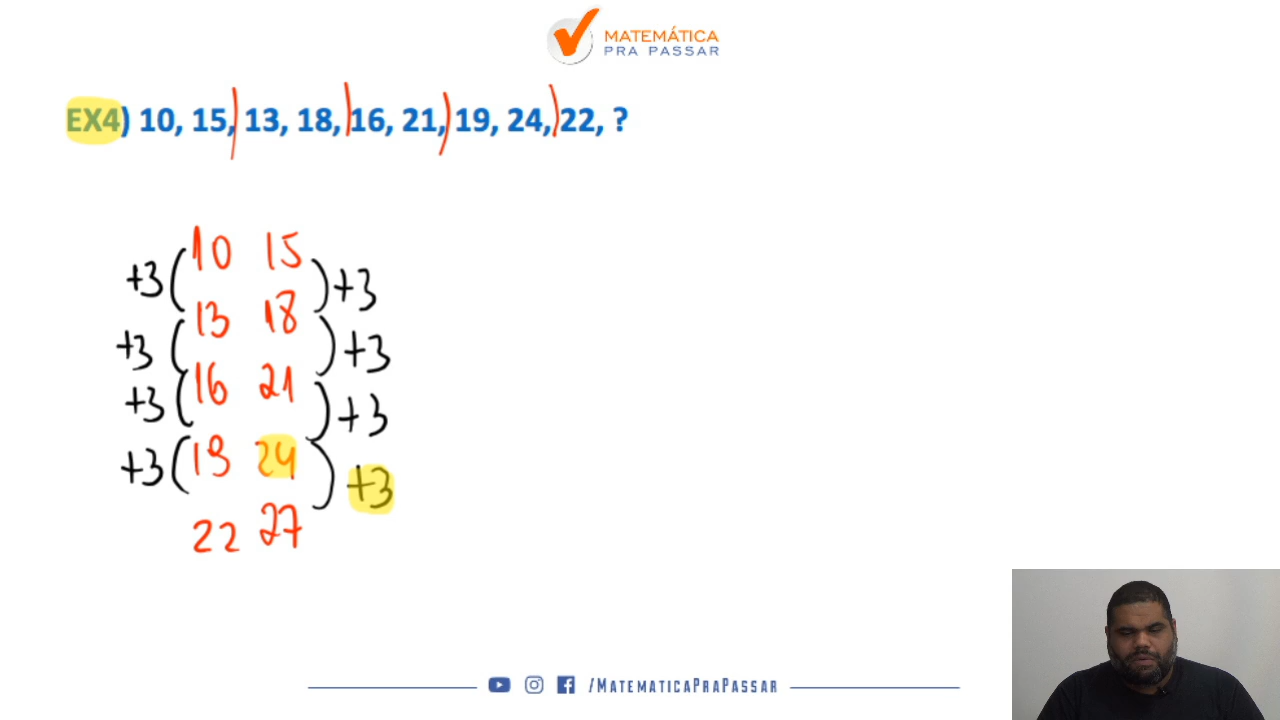 MATEMÁTICA
PRA PASSAR
EX4) 10, 15, 13, 18, 16, 21, 19, 24, 22, ?
10 15
+3 +3
13 18
+3 +3
16 21
+3 +3
19 24
+3 +3
22 27
/MATEMATICAPRAPASSAR